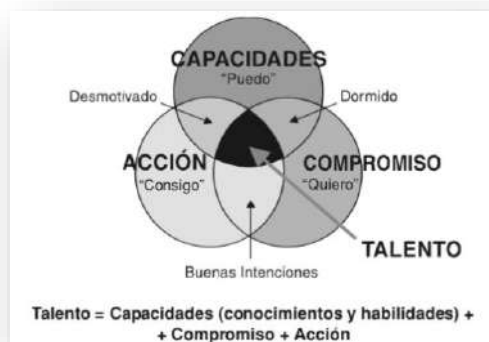 CAPACIDADES
"Puedo"
Desmotivado
Dormido
ACCIÓN
"Consigo"
COMPROMISO
"Quiero"
TALENTO
Buenas Intenciones
Talento = Capacidades (conocimientos y habilidades) +
+ Compromiso + Acción